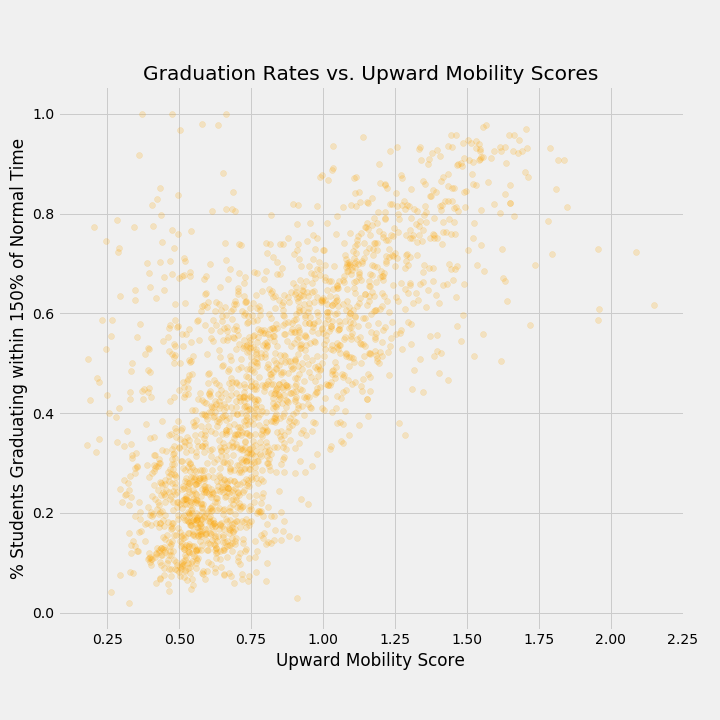 Graduation Rates vs. Upward Mobility Scores
% Students Graduating within 150% of Normal Time
1.0
0.8
0.6
0.4
0.2
0.0
0.25 0.50 0.75 1.00 1.25 1.50 1.75 2.00 2.25
Upward Mobility Score